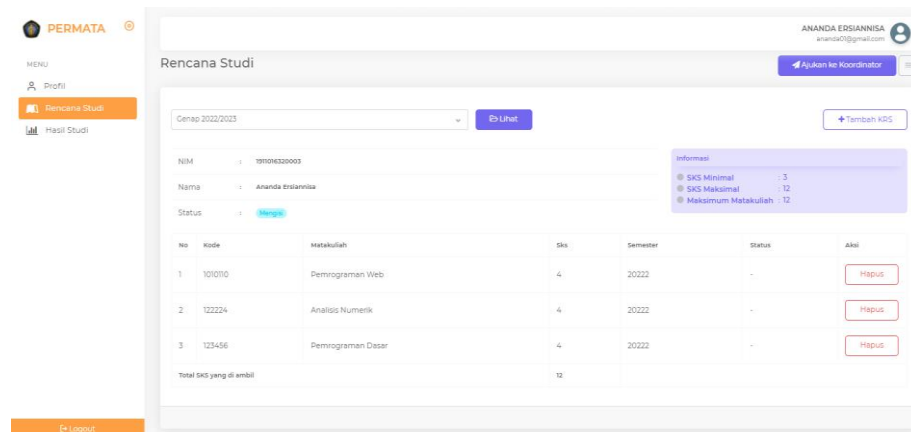 PERMATA
ANANDA ERSIANNISA
ananda01@gmail.com
MENU
Profil
Rencana Studi
Hasil Studi
Logout
Rencana Studi
Ajukan ke Koordinator
Genap 2022/2023
Lihat
+Tambah KRS
NIM : 1911016320003
Nama : Ananda Ersiannisa
Status : Mengisi
Informasi
SKS Minimal : 3
SKS Maksimal : 12
Maksimum Matakuliah : 12
No Kode Matakuliah Sks Semester Status Aksi
1 1010110 Pemrograman Web 4 20222 - Hapus
2 122224 Analisis Numerik 4 20222 - Hapus
3 123456 Pemrograman Dasar 4 20222 - Hapus
Total SKS yang di ambil 12